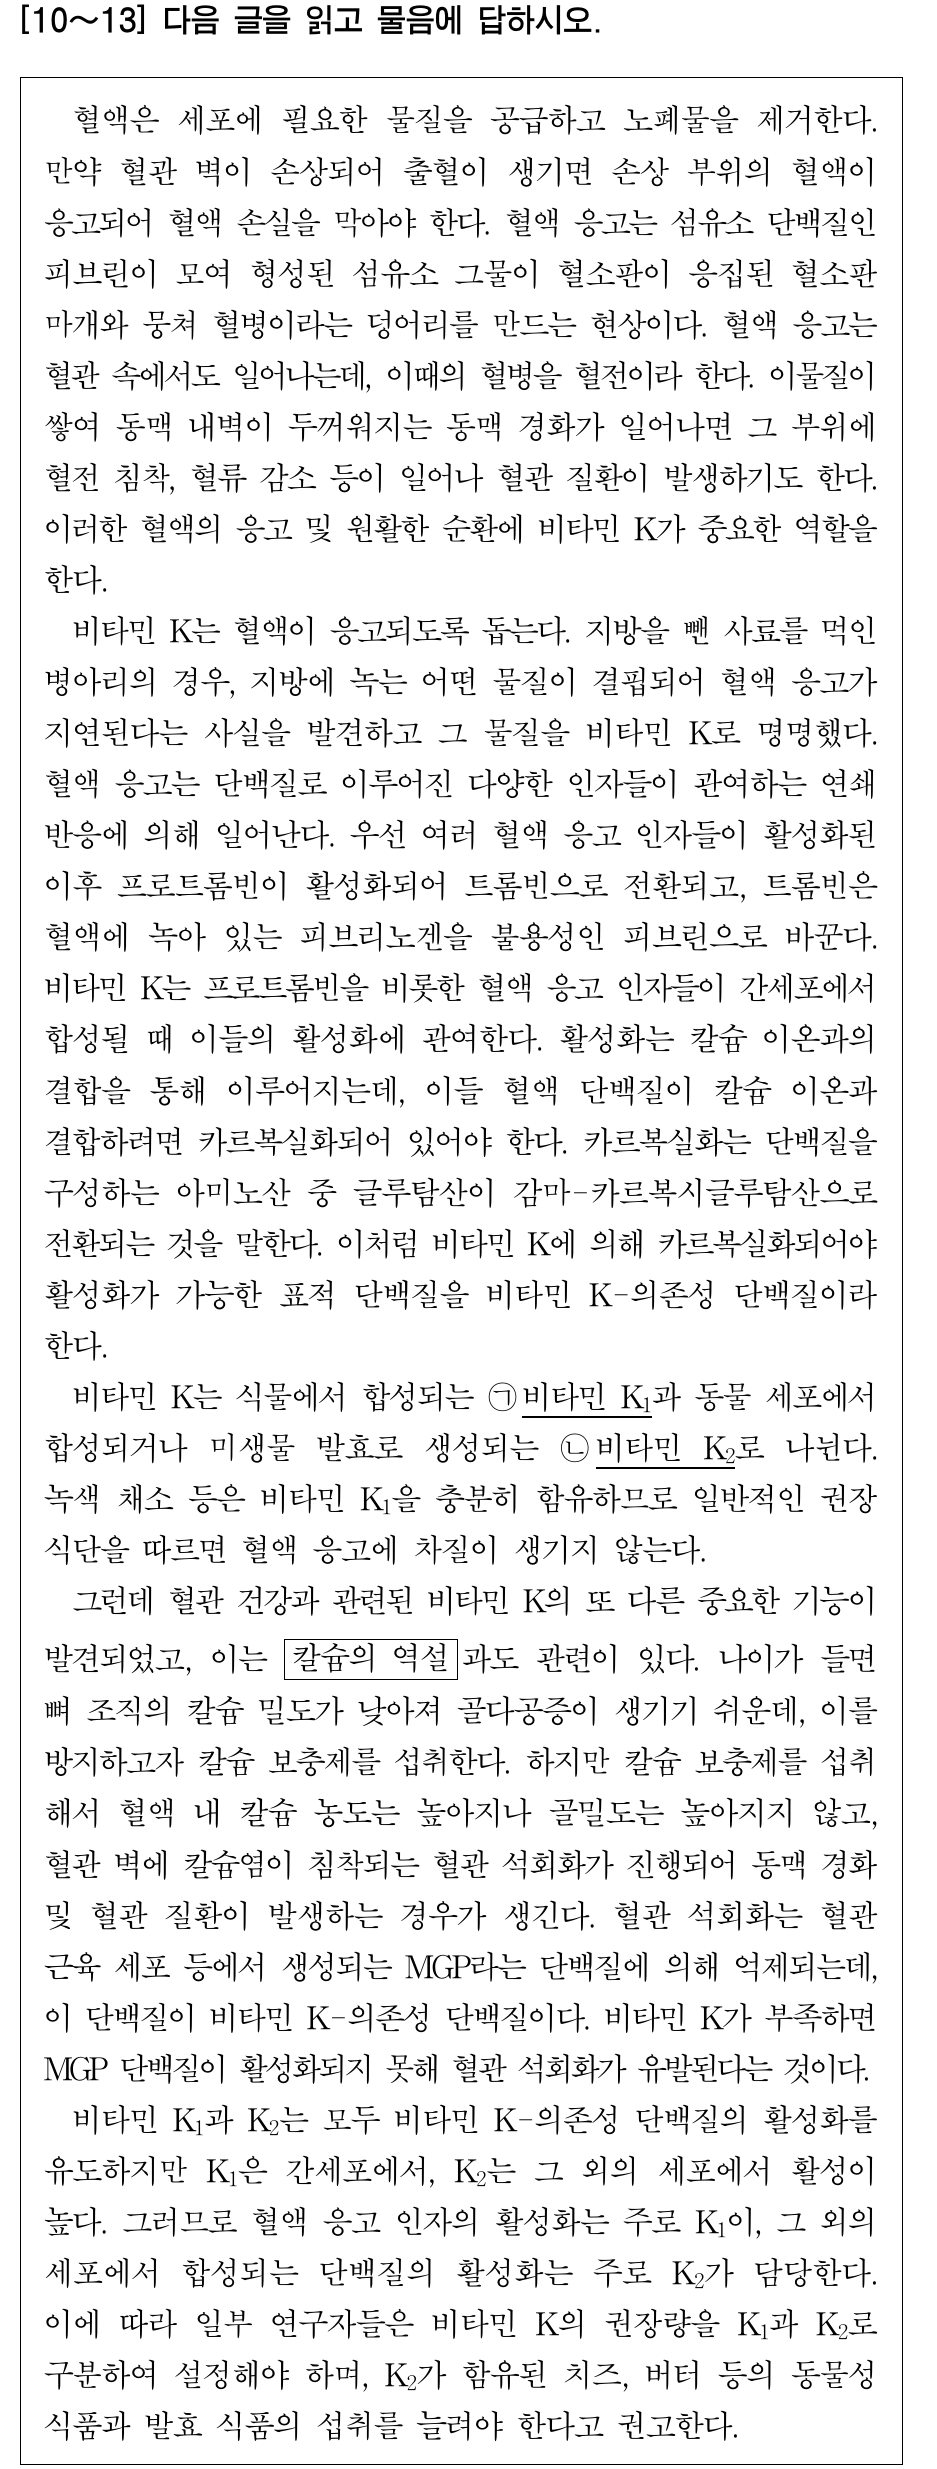 [10～13] 다음 글을 읽고 물음에 답하시오.
혈액은 세포에 필요한 물질을 공급하고 노폐물을 제거한다.
만약 혈관 벽이 손상되어 출혈이 생기면 손상 부위의 혈액이
응고되어 혈액 손실을 막아야 한다. 혈액 응고는 섬유소 단백질인
피브린이 모여 형성된 섬유소 그물이 혈소판이 응집된 혈소판
마개와 뭉쳐 혈병이라는 덩어리를 만드는 현상이다. 혈액 응고는
혈관 속에서도 일어나는데, 이때의 혈병을 혈전이라 한다. 이물질이
쌓여 동맥 내벽이 두꺼워지는 동맥 경화가 일어나면 그 부위에
혈전 침착, 혈류 감소 등이 일어나 혈관 질환이 발생하기도 한다.
이러한 혈액의 응고 및 원활한 순환에 비타민 K가 중요한 역할을
한다.
비타민 K는 혈액이 응고되도록 돕는다. 지방을 뺀 사료를 먹인
병아리의 경우, 지방에 녹는 어떤 물질이 결핍되어 혈액 응고가
지연된다는 사실을 발견하고 그 물질을 비타민 K로 명명했다.
혈액 응고는 단백질로 이루어진 다양한 인자들이 관여하는 연쇄
반응에 의해 일어난다. 우선 여러 혈액 응고 인자들이 활성화된
이후 프로트롬빈이 활성화되어 트롬빈으로 전환되고, 트롬빈은
혈액에 녹아 있는 피브리노겐을 불용성인 피브린으로 바꾼다.
비타민 K는 프로트롬빈을 비롯한 혈액 응고 인자들이 간세포에서
합성될 때 이들의 활성화에 관여한다. 활성화는 칼슘 이온과의
결합을 통해 이루어지는데, 이들 혈액 단백질이 칼슘 이온과
결합하려면 카르복실화되어 있어야 한다. 카르복실화는 단백질을
구성하는 아미노산 중 글루탐산이 감마-카르복시글루탐산으로
전환되는 것을 말한다. 이처럼 비타민 K에 의해 카르복실화되어야
활성화가 가능한 표적 단백질을 비타민 K-의존성 단백질이라
한다.
비타민 K는 식물에서 합성되는 ㉠비타민 K₁과 동물 세포에서
합성되거나 미생물 발효로 생성되는 ㉡비타민 K₂로 나뉜다.
녹색 채소 등은 비타민 K₁을 충분히 함유하므로 일반적인 권장
식단을 따르면 혈액 응고에 차질이 생기지 않는다.
그런데 혈관 건강과 관련된 비타민 K의 또 다른 중요한 기능이
발견되었고, 이는 칼슘의 역설과도 관련이 있다. 나이가 들면
뼈 조직의 칼슘 밀도가 낮아져 골다공증이 생기기 쉬운데, 이를
방지하고자 칼슘 보충제를 섭취한다. 하지만 칼슘 보충제를 섭취
해서 혈액 내 칼슘 농도는 높아지나 골밀도는 높아지지 않고,
혈관 벽에 칼슘염이 침착되는 혈관 석회화가 진행되어 동맥 경화
및 혈관 질환이 발생하는 경우가 생긴다. 혈관 석회화는 혈관
근육 세포 등에서 생성되는 MGP라는 단백질에 의해 억제되는데,
이 단백질이 비타민 K-의존성 단백질이다. 비타민 K가 부족하면
MGP 단백질이 활성화되지 못해 혈관 석회화가 유발된다는 것이다.
비타민 K₁과 K₂는 모두 비타민 K-의존성 단백질의 활성화를
유도하지만 K₁은 간세포에서, K₂는 그 외의 세포에서 활성이
높다. 그러므로 혈액 응고 인자의 활성화는 주로 K₁이, 그 외의
세포에서 합성되는 단백질의 활성화는 주로 K₂가 담당한다.
이에 따라 일부 연구자들은 비타민 K의 권장량을 K₁과 K₂로
구분하여 설정해야 하며, K₂가 함유된 치즈, 버터 등의 동물성
식품과 발효 식품의 섭취를 늘려야 한다고 권고한다.